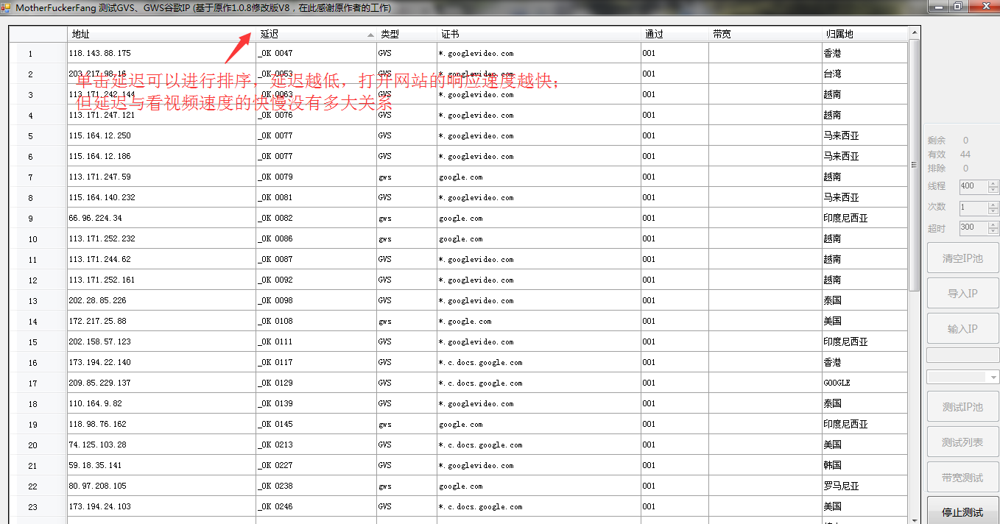 MotherFuckerFang 测试GVS、GWS谷歌IP (基于原作1.0.8修改版V8，在此感谢原作者的工作)
地址 延迟 类型 证书 通过 带宽 归属地
1 118.143.88.175 _OK 0047 GVS *.googlevideo.com 001 香港
2 203.217.98.16 _OK 0053 GVS *.googlevideo.com 001 台湾
单击延迟可以进行排序，延迟越低，打开网站的响应速度越快；
3 113.171.242.144 _OK 0063 GVS *.googlevideo.com 001 越南
但延迟与看视频速度的快慢没有多大关系
4 113.171.247.121 _OK 0076 GVS *.googlevideo.com 001 越南
5 115.164.12.250 _OK 0077 GVS *.googlevideo.com 001 马来西亚
6 115.164.12.186 _OK 0077 GVS *.googlevideo.com 001 马来西亚
7 113.171.247.59 _OK 0079 gws google.com 001 越南
8 115.164.140.232 _OK 0081 GVS *.googlevideo.com 001 马来西亚
9 66.96.224.34 _OK 0082 gws google.com 001 印度尼西亚
10 113.171.252.232 _OK 0086 gws google.com 001 越南
11 113.171.244.62 _OK 0087 GVS *.googlevideo.com 001 越南
12 113.171.252.161 _OK 0092 GVS *.googlevideo.com 001 越南
13 202.28.85.226 _OK 0098 GVS *.googlevideo.com 001 泰国
14 172.217.25.88 _OK 0108 gws *.google.com 001 美国
15 202.158.57.123 _OK 0111 GVS *.googlevideo.com 001 印度尼西亚
16 173.194.22.140 _OK 0117 GVS *.c.docs.google.com 001 香港
17 209.85.229.137 _OK 0129 GVS *.c.docs.google.com 001 GOOGLE
18 110.164.9.82 _OK 0139 GVS *.googlevideo.com 001 泰国
19 118.98.76.162 _OK 0145 gws google.com 001 印度尼西亚
20 74.125.103.28 _OK 0213 GVS *.c.docs.google.com 001 美国
21 59.18.35.141 _OK 0227 GVS *.googlevideo.com 001 韩国
22 80.97.208.105 _OK 0238 gws google.com 001 罗马尼亚
23 173.194.24.103 _OK 0246 GVS *.c.docs.google.com 001 美国
剩余 0
有效 44
排除 0
线程 400
次数 1
超时 300
清空IP池
导入IP
输入IP
测试IP池
测试列表
带宽测试
停止测试